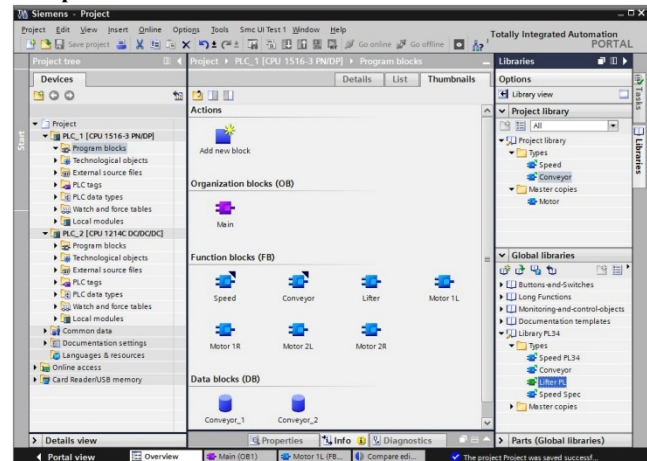 Siemens - Project
Project Edit View Insert Online Options Tools Smc UI Test 1 Window Help
Totally Integrated Automation
PORTAL
Save project Go online Go offline
Project tree
Project PLC_1 [CPU 1516-3 PN/DP] Program blocks
Libraries
Devices
Details List Thumbnails
Options
Library view
Start
Tasks
Libraries
Project
PLC_1 [CPU 1516-3 PN/DP]
Program blocks
Technological objects
External source files
PLC tags
PLC data types
Watch and force tables
Local modules
PLC_2 [CPU 1214C DC/DC/DC]
Program blocks
Technological objects
External source files
PLC tags
PLC data types
Watch and force tables
Local modules
Common data
Documentation settings
Languages & resources
Online access
Card Reader/USB memory
Actions
Add new block
Organization blocks (OB)
Main
Function blocks (FB)
Speed Conveyor Lifter Motor 1L
Motor 1R Motor 2L Motor 2R
Data blocks (DB)
Conveyor_1 Conveyor_2
Project library
All
Project library
Types
Speed
Conveyor
Master copies
Motor
Global libraries
Buttons-and-Switches
Long Functions
Monitoring-and-control-objects
Documentation templates
Library PL34
Types
Speed PL34
Conveyor
Lifter PL
Speed Spec
Master copies
Details view
Properties Info Diagnostics
Parts (Global libraries)
Portal view Overview Main (OB1) Motor 1L (FB... Compare edi... The project Project was saved successf...